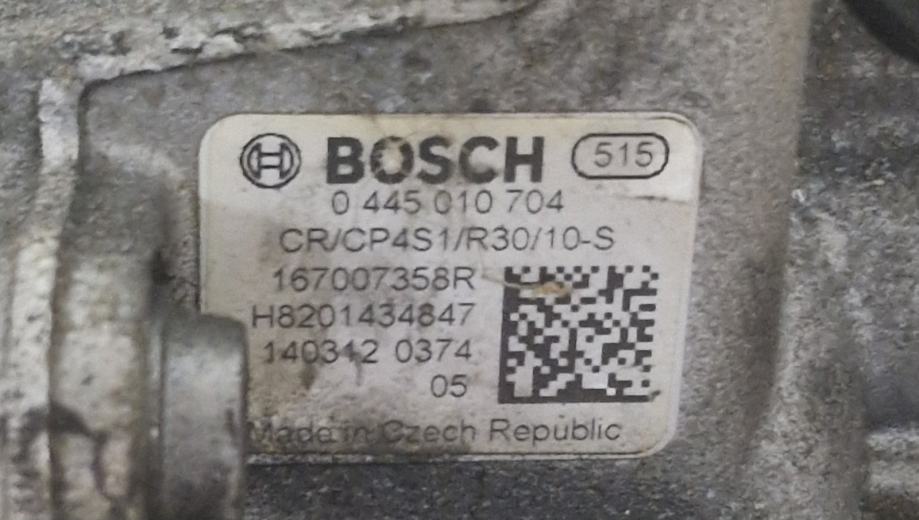 BOSCH 515
0 445 010 704
CR/CP4S1/R30/10-S
167007358R
H8201434847
140312 0374
05
Made in Czech Republic